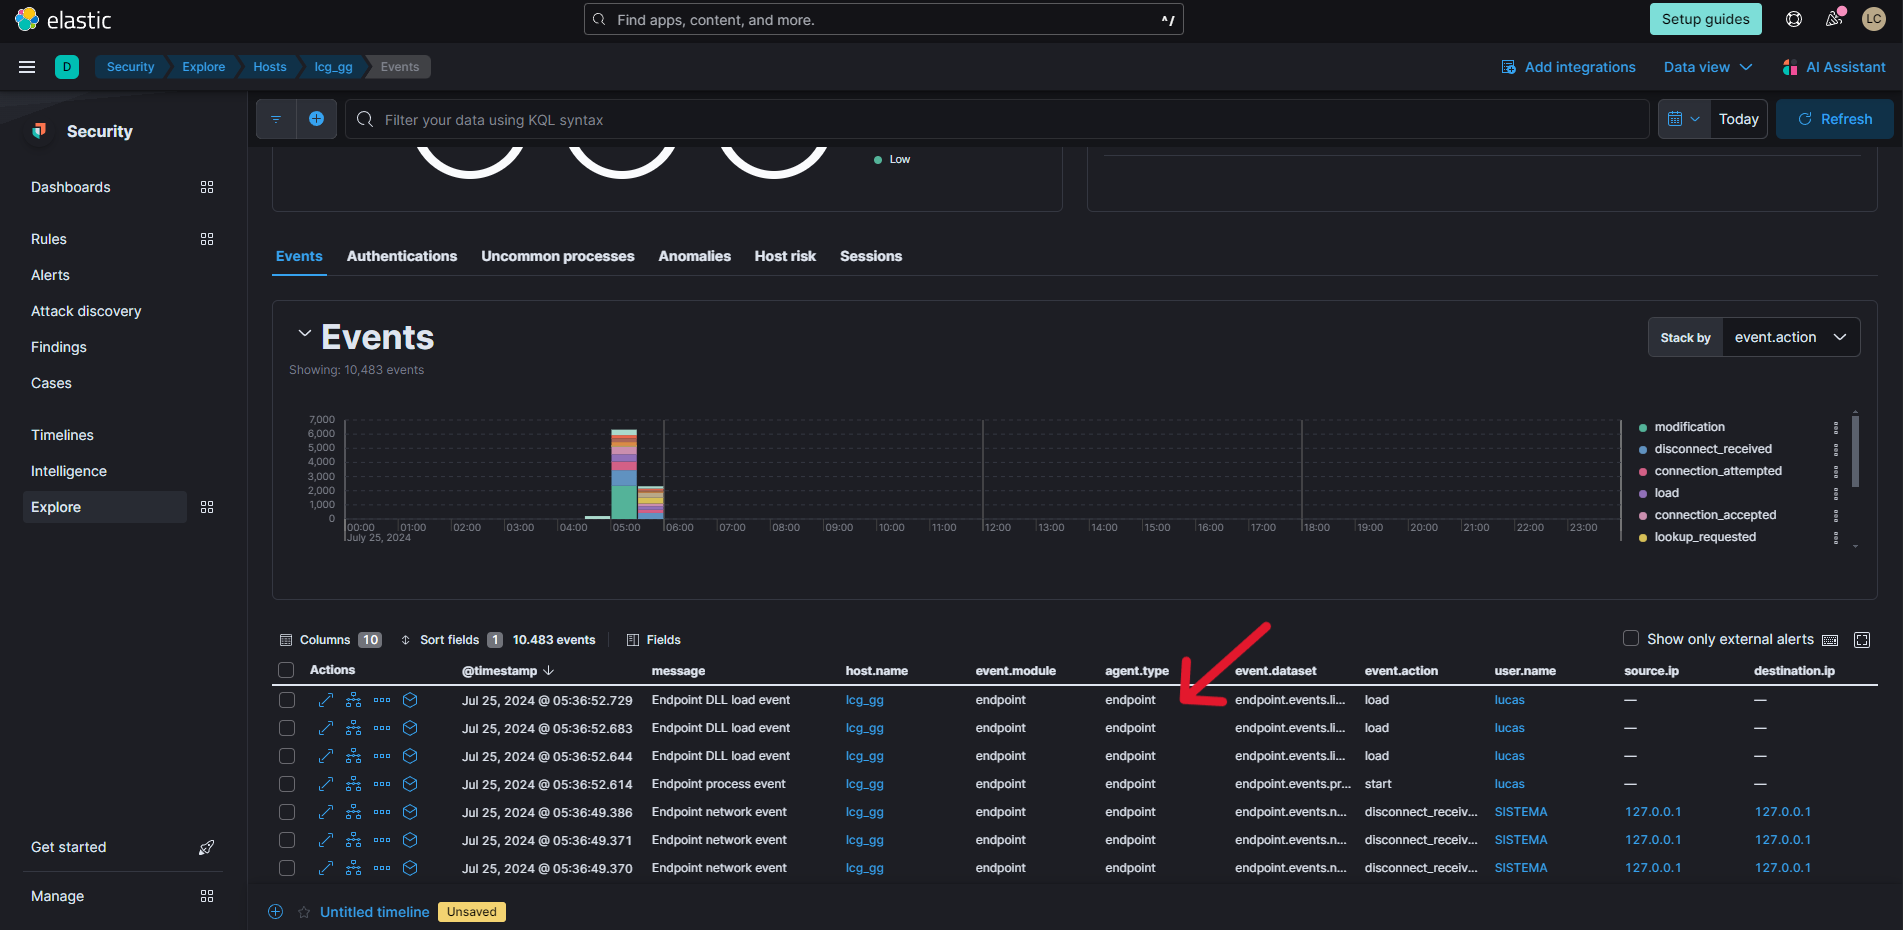 elastic
Find apps, content, and more.
^/
Setup guides
LC
D
Security
Explore
Hosts
lcg_gg
Events
Add integrations
Data view
AI Assistant
Security
Filter your data using KQL syntax
Today
Refresh
Low
Dashboards
Rules
Alerts
Attack discovery
Findings
Cases
Timelines
Intelligence
Explore
Get started
Manage
Events Authentications Uncommon processes Anomalies Host risk Sessions
Events
Stack by event.action
Showing: 10,483 events
7,000
6,000
5,000
4,000
3,000
2,000
1,000
0
00:00 01:00 02:00 03:00 04:00 05:00 06:00 07:00 08:00 09:00 10:00 11:00 12:00 13:00 14:00 15:00 16:00 17:00 18:00 19:00 20:00 21:00 22:00 23:00
July 25, 2024
modification
disconnect_received
connection_attempted
load
connection_accepted
lookup_requested
Columns 10 Sort fields 1 10.483 events Fields
Show only external alerts
Actions @timestamp message host.name event.module agent.type event.dataset event.action user.name source.ip destination.ip
Jul 25, 2024 @ 05:36:52.729 Endpoint DLL load event lcg_gg endpoint endpoint endpoint.events.li... load lucas — —
Jul 25, 2024 @ 05:36:52.683 Endpoint DLL load event lcg_gg endpoint endpoint endpoint.events.li... load lucas — —
Jul 25, 2024 @ 05:36:52.644 Endpoint DLL load event lcg_gg endpoint endpoint endpoint.events.li... load lucas — —
Jul 25, 2024 @ 05:36:52.614 Endpoint process event lcg_gg endpoint endpoint endpoint.events.pr... start lucas — —
Jul 25, 2024 @ 05:36:49.386 Endpoint network event lcg_gg endpoint endpoint endpoint.events.n... disconnect_receiv... SISTEMA 127.0.0.1 127.0.0.1
Jul 25, 2024 @ 05:36:49.371 Endpoint network event lcg_gg endpoint endpoint endpoint.events.n... disconnect_receiv... SISTEMA 127.0.0.1 127.0.0.1
Jul 25, 2024 @ 05:36:49.370 Endpoint network event lcg_gg endpoint endpoint endpoint.events.n... disconnect_receiv... SISTEMA 127.0.0.1 127.0.0.1
Untitled timeline Unsaved